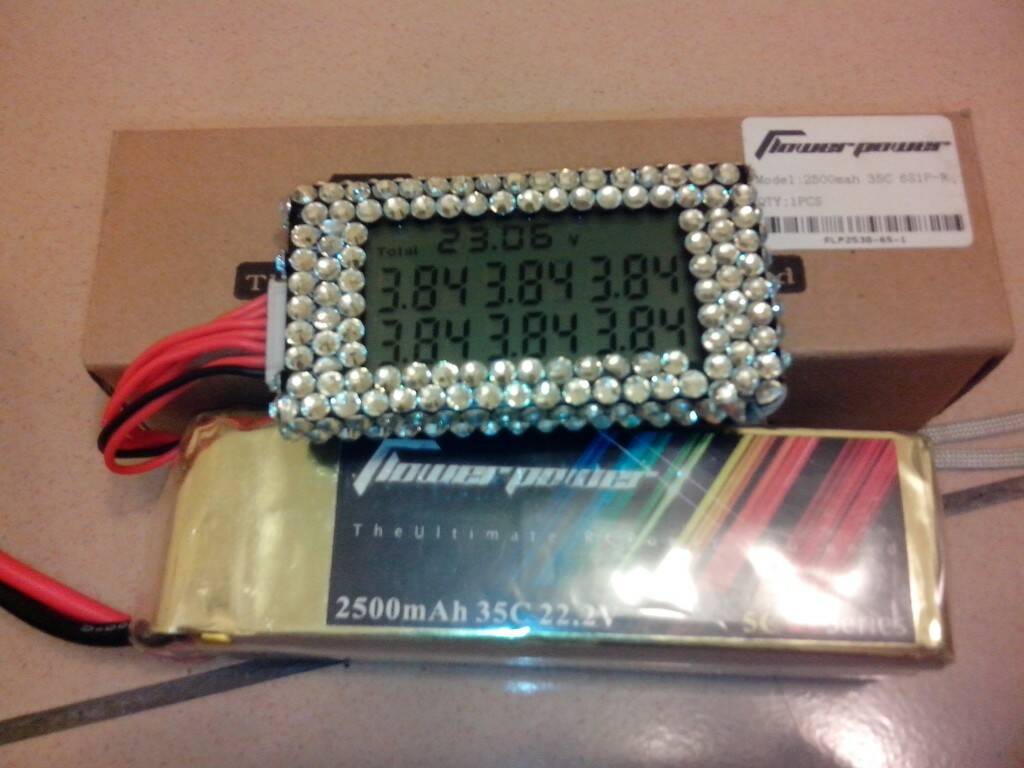 Flowerpower
Model:2500mah 35C 6S1P-R
QTY:1PCS
FLP2530-6S-1
Total 23.06 v
3.84 3.84 3.84
3.84 3.84 3.84
Flowerpower
TheUltimate
2500mAh 35C 22.2V
Series